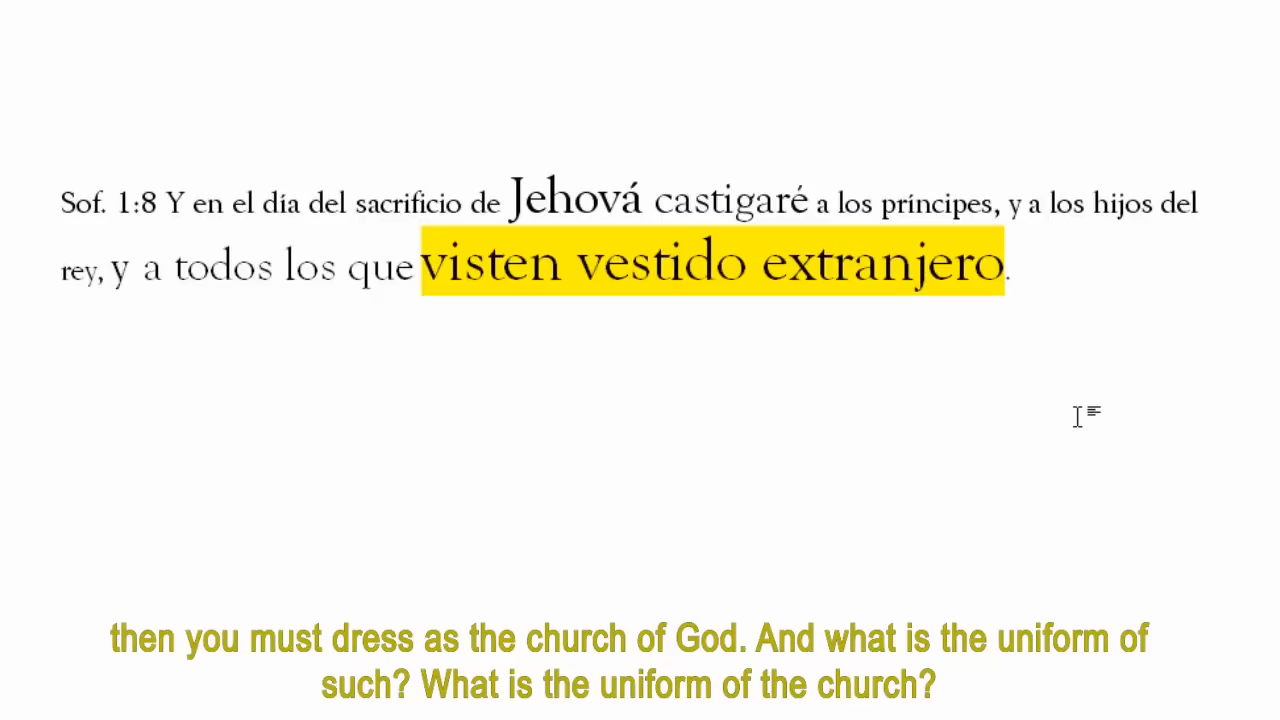 Sof. 1:8 Y en el día del sacrificio de Jehová castigaré a los príncipes, y a los hijos del
rey, y a todos los que visten vestido extranjero.
then you must dress as the church of God. And what is the uniform of
such? What is the uniform of the church?